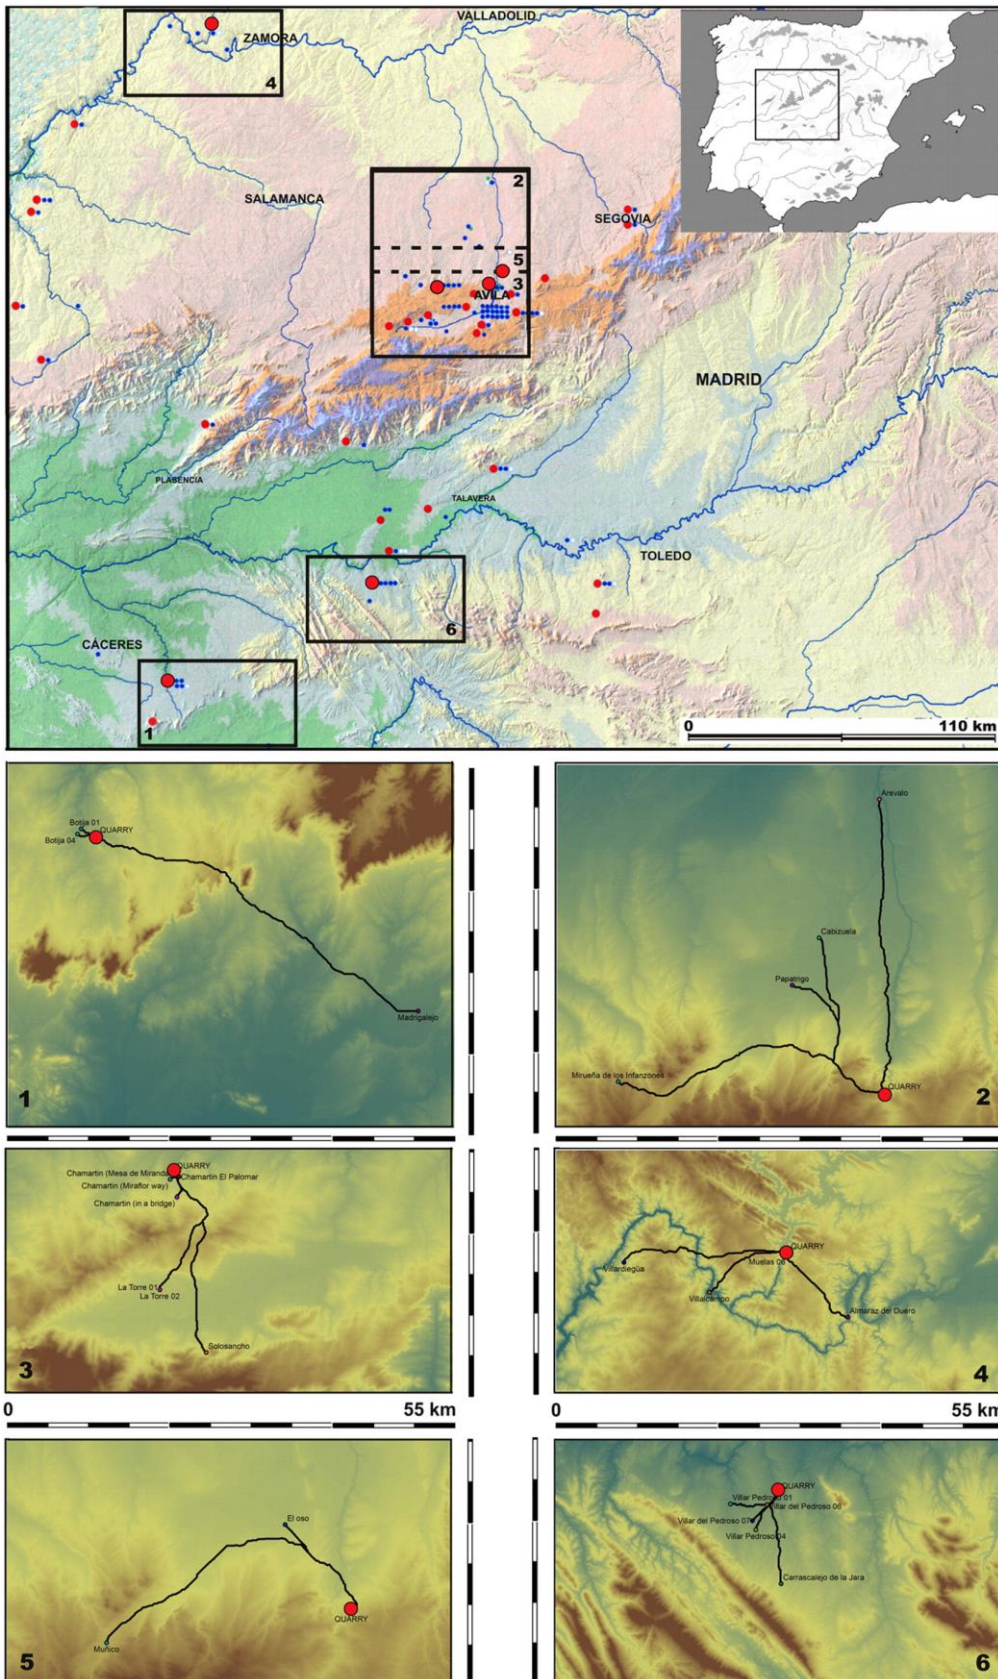 VALLADOLID
ZAMORA
4
SALAMANCA
2
SEGOVIA
5
3
AVILA
MADRID
PLASENCIA
TALAVERA
TOLEDO
6
CÁCERES
1
0 110 km
Botija 01
QUARRY
Botija 04
Madrigalejo
1
Arevalo
Cabizuela
Papatrigo
Mirueña de los Infanzones
QUARRY
2
QUARRY
Chamartin (Mesa de Miranda
Chamartin El Palomar
Chamartin (Miraflor way)
Chamartin (in a bridge)
La Torre 01
La Torre 02
Solosancho
3
QUARRY
Muelas 06
Villardiegüa
Villalcampo
Almaraz del Duero
4
0 55 km
0 55 km
El oso
QUARRY
Muñico
5
QUARRY
Villar Pedroso 01
Villar del Pedroso 06
Villar del Pedroso 07
Villar Pedroso 04
Carrascalejo de la Jara
6